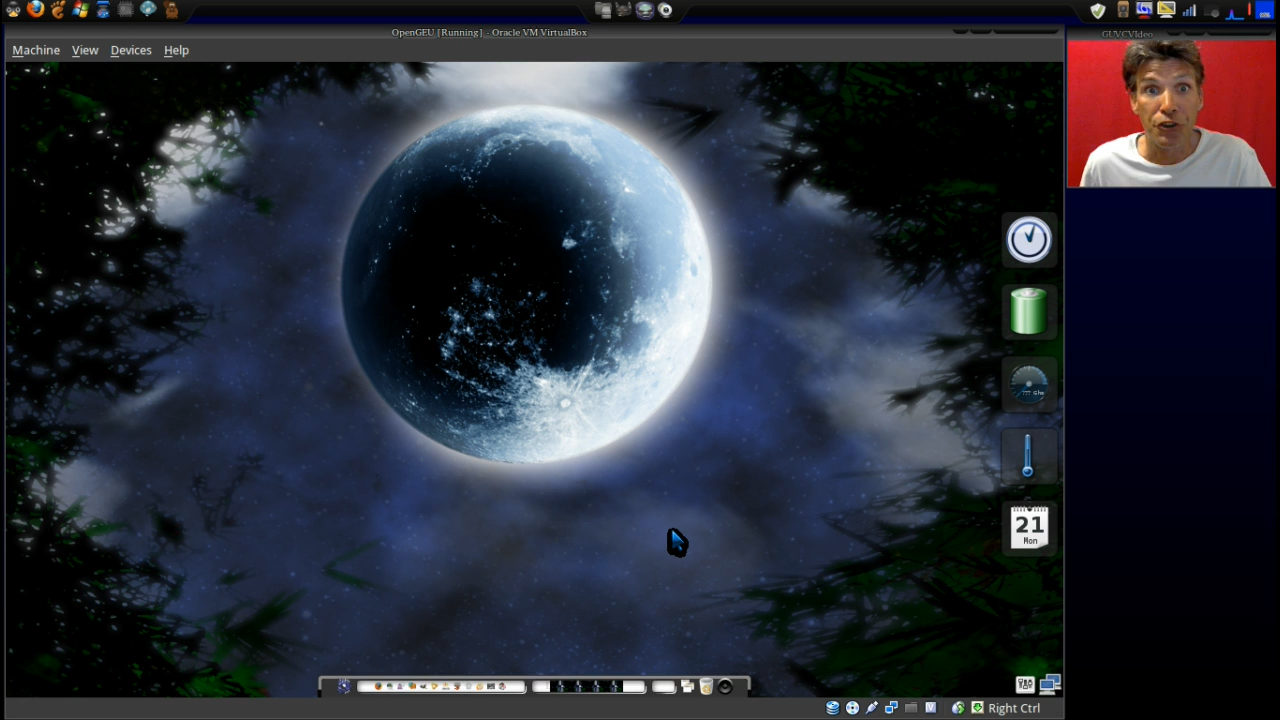 OpenGEU [Running] - Oracle VM VirtualBox
GUVCVIdeo
Machine View Devices Help
21
Mon
Right Ctrl